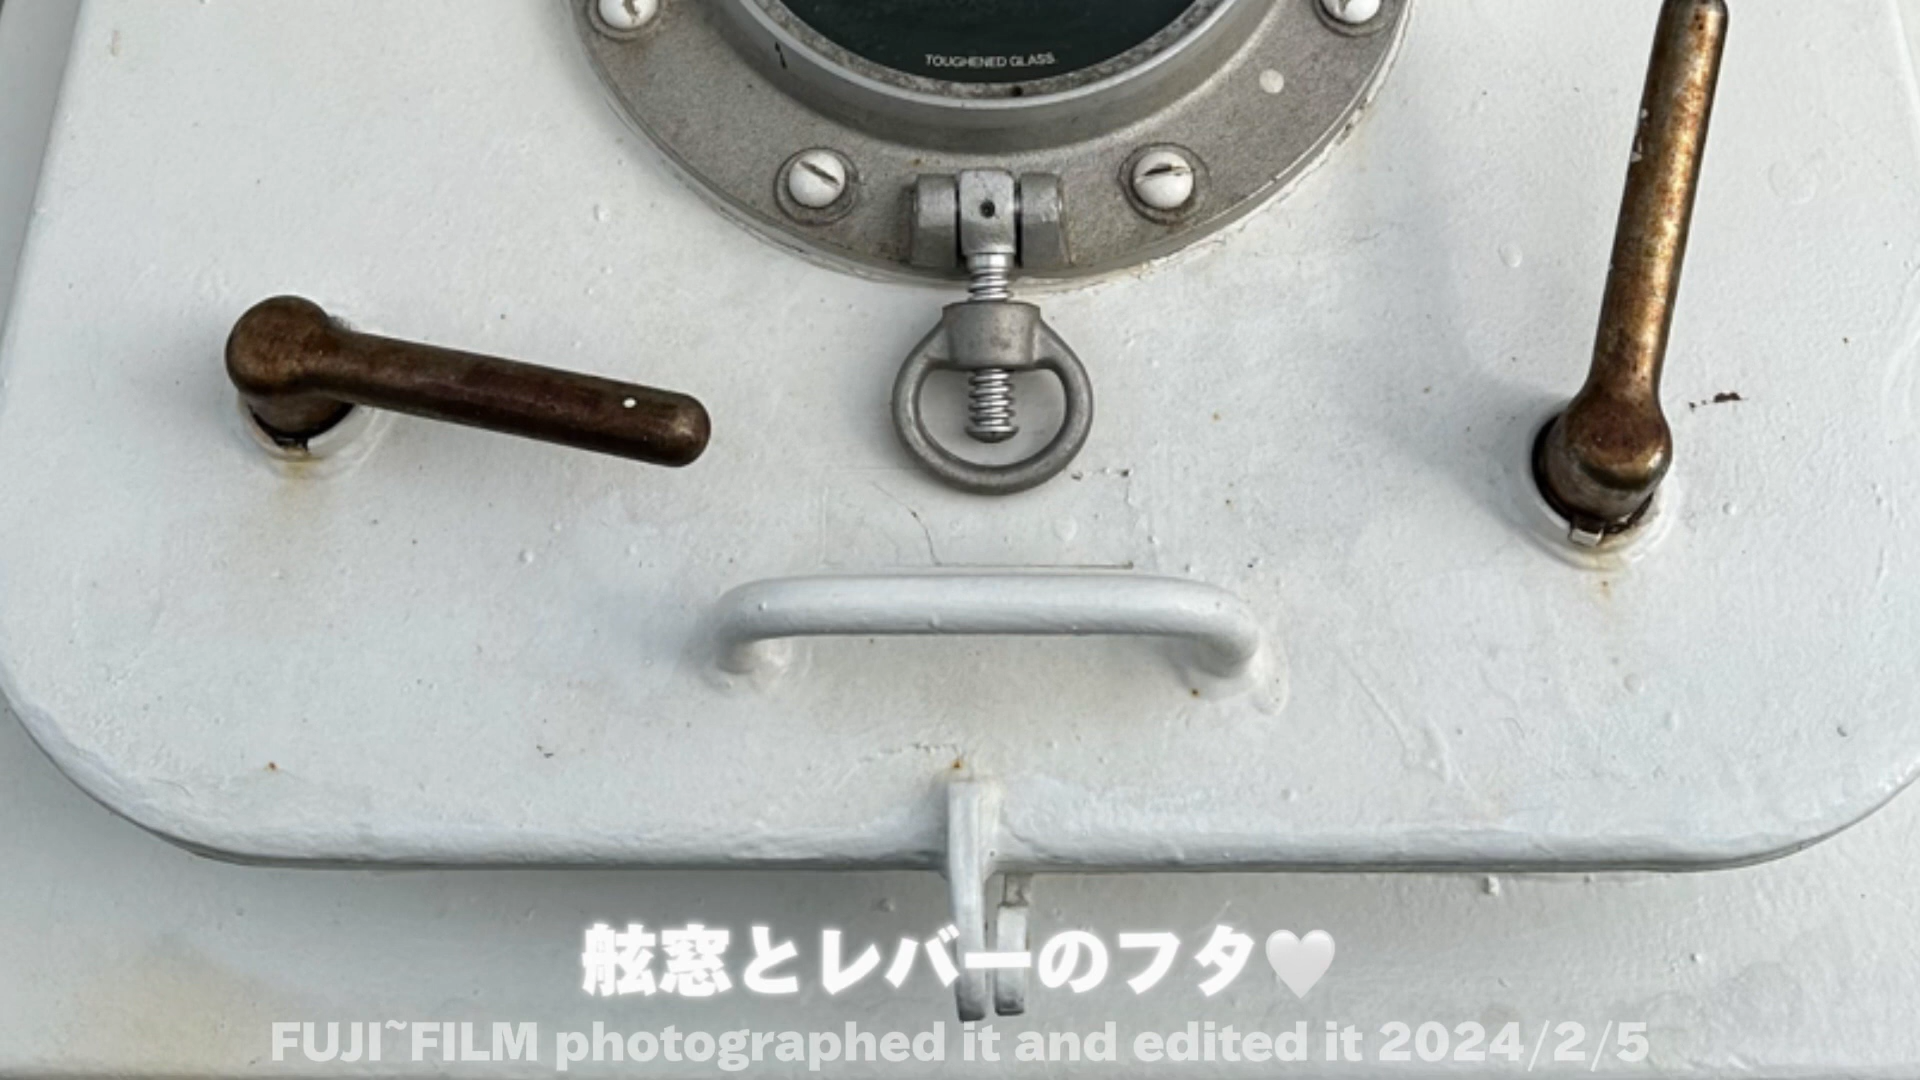 TOUGHENED GLASS
舷窓とレバーのフタ🤍
FUJI~FILM photographed it and edited it 2024/2/5